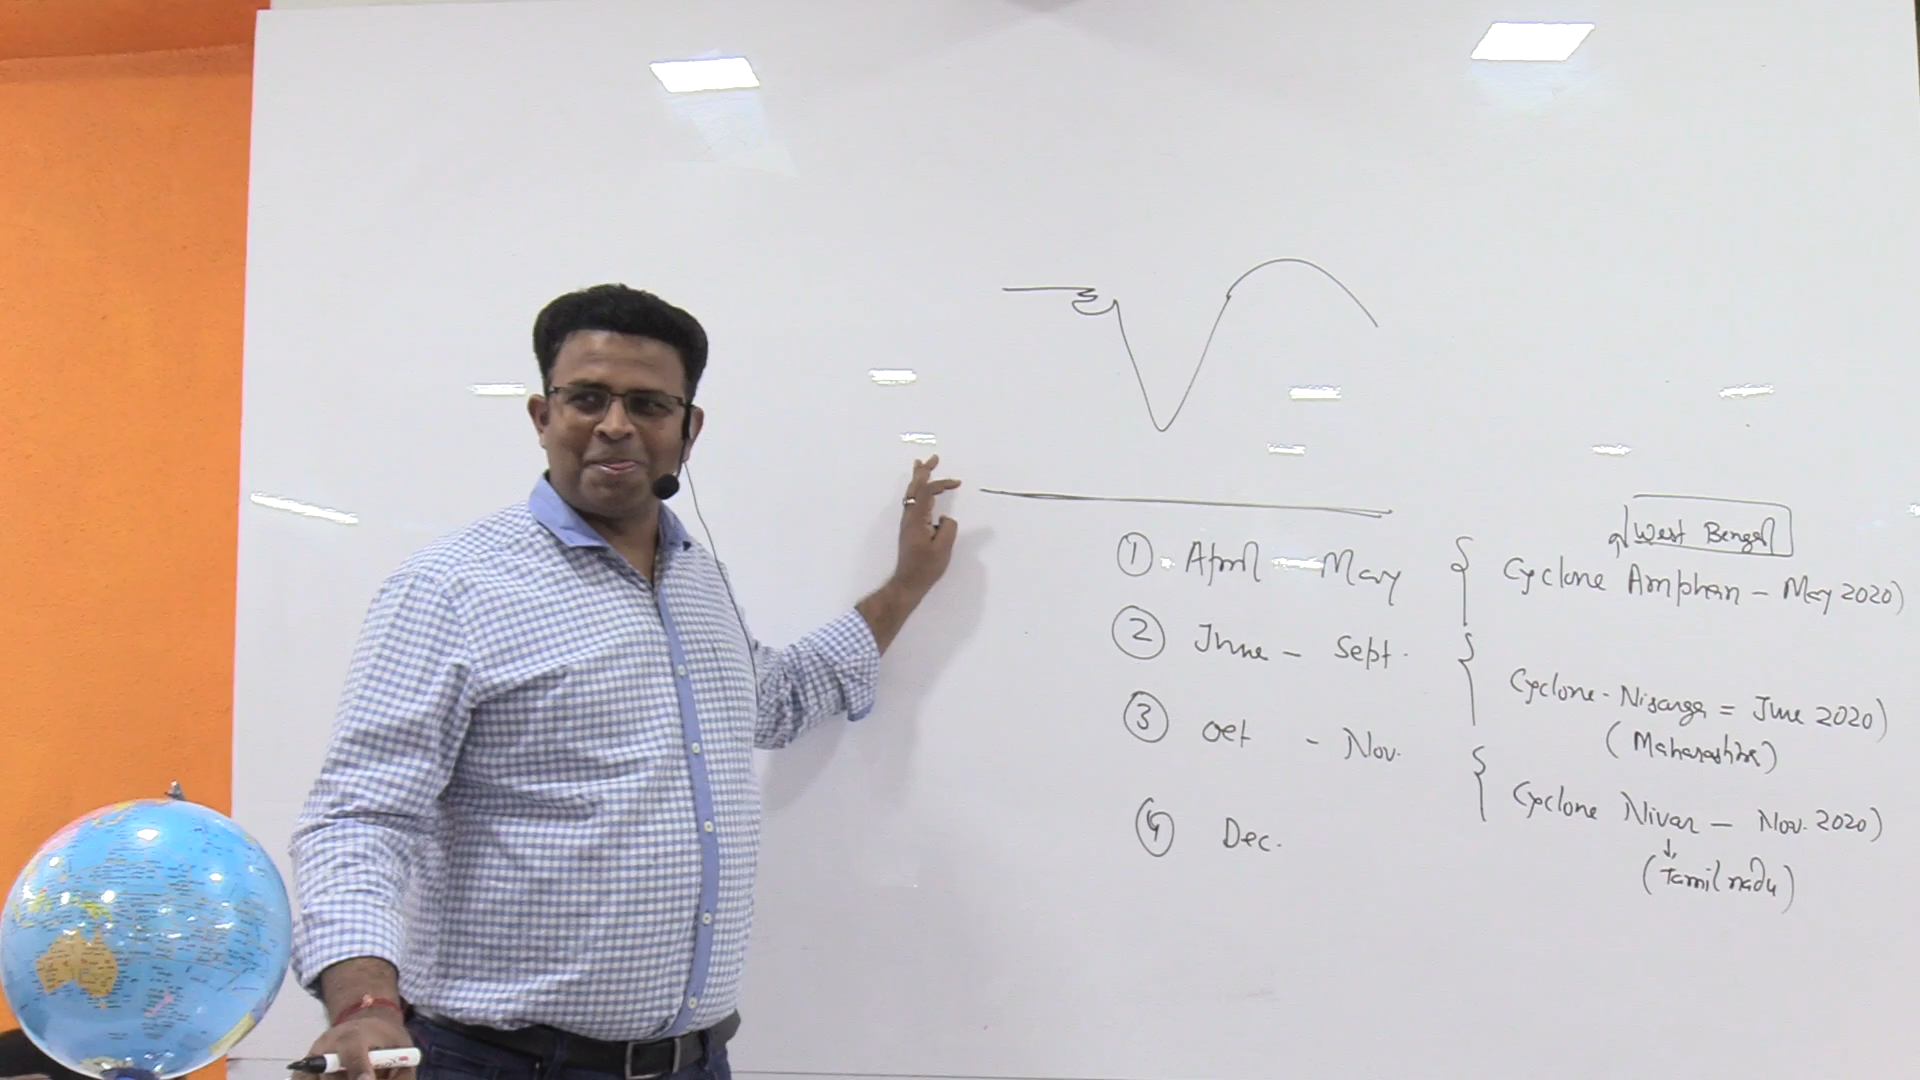 West Bengal
① April - May { Cyclone Amphan - May 2020)
② June - Sept. {
Cyclone - Nisarga = June 2020)
(Maharashtra)
③ Oct - Nov. {
Cyclone Nivar - Nov. 2020)
④ Dec.
↓
(Tamil nadu)